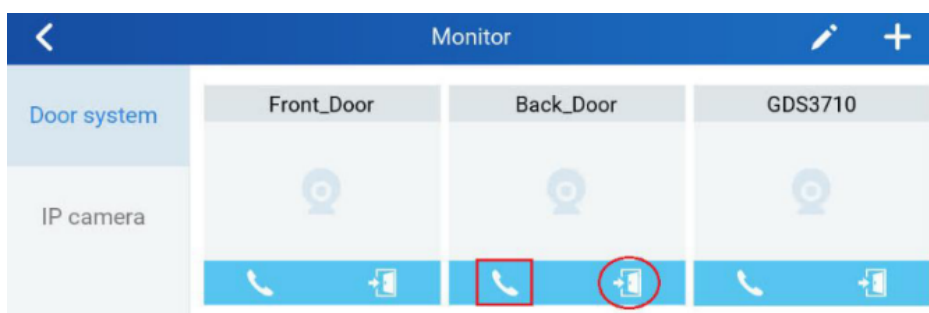 Monitor
Door system
Front_Door
Back_Door
GDS3710
IP camera